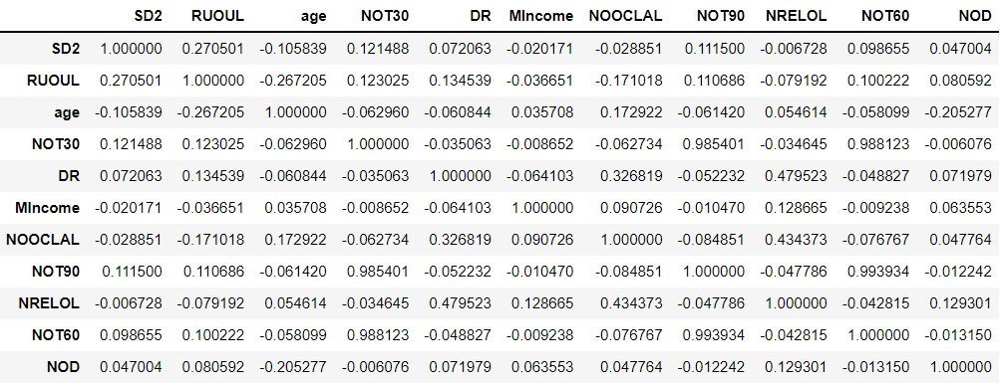 SD2 RUOUL age NOT30 DR MIncome NOOCLAL NOT90 NRELOL NOT60 NOD
SD2 1.000000 0.270501 -0.105839 0.121488 0.072063 -0.020171 -0.028851 0.111500 -0.006728 0.098655 0.047004
RUOUL 0.270501 1.000000 -0.267205 0.123025 0.134539 -0.036651 -0.171018 0.110686 -0.079192 0.100222 0.080592
age -0.105839 -0.267205 1.000000 -0.062960 -0.060844 0.035708 0.172922 -0.061420 0.054614 -0.058099 -0.205277
NOT30 0.121488 0.123025 -0.062960 1.000000 -0.035063 -0.008652 -0.062734 0.985401 -0.034645 0.988123 -0.006076
DR 0.072063 0.134539 -0.060844 -0.035063 1.000000 -0.064103 0.326819 -0.052232 0.479523 -0.048827 0.071979
MIncome -0.020171 -0.036651 0.035708 -0.008652 -0.064103 1.000000 0.090726 -0.010470 0.128665 -0.009238 0.063553
NOOCLAL -0.028851 -0.171018 0.172922 -0.062734 0.326819 0.090726 1.000000 -0.084851 0.434373 -0.076767 0.047764
NOT90 0.111500 0.110686 -0.061420 0.985401 -0.052232 -0.010470 -0.084851 1.000000 -0.047786 0.993934 -0.012242
NRELOL -0.006728 -0.079192 0.054614 -0.034645 0.479523 0.128665 0.434373 -0.047786 1.000000 -0.042815 0.129301
NOT60 0.098655 0.100222 -0.058099 0.988123 -0.048827 -0.009238 -0.076767 0.993934 -0.042815 1.000000 -0.013150
NOD 0.047004 0.080592 -0.205277 -0.006076 0.071979 0.063553 0.047764 -0.012242 0.129301 -0.013150 1.000000